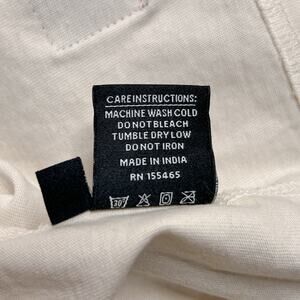 CARE INSTRUCTIONS:
MACHINE WASH COLD
DO NOT BLEACH
TUMBLE DRY LOW
DO NOT IRON
MADE IN INDIA
RN 155465
30°